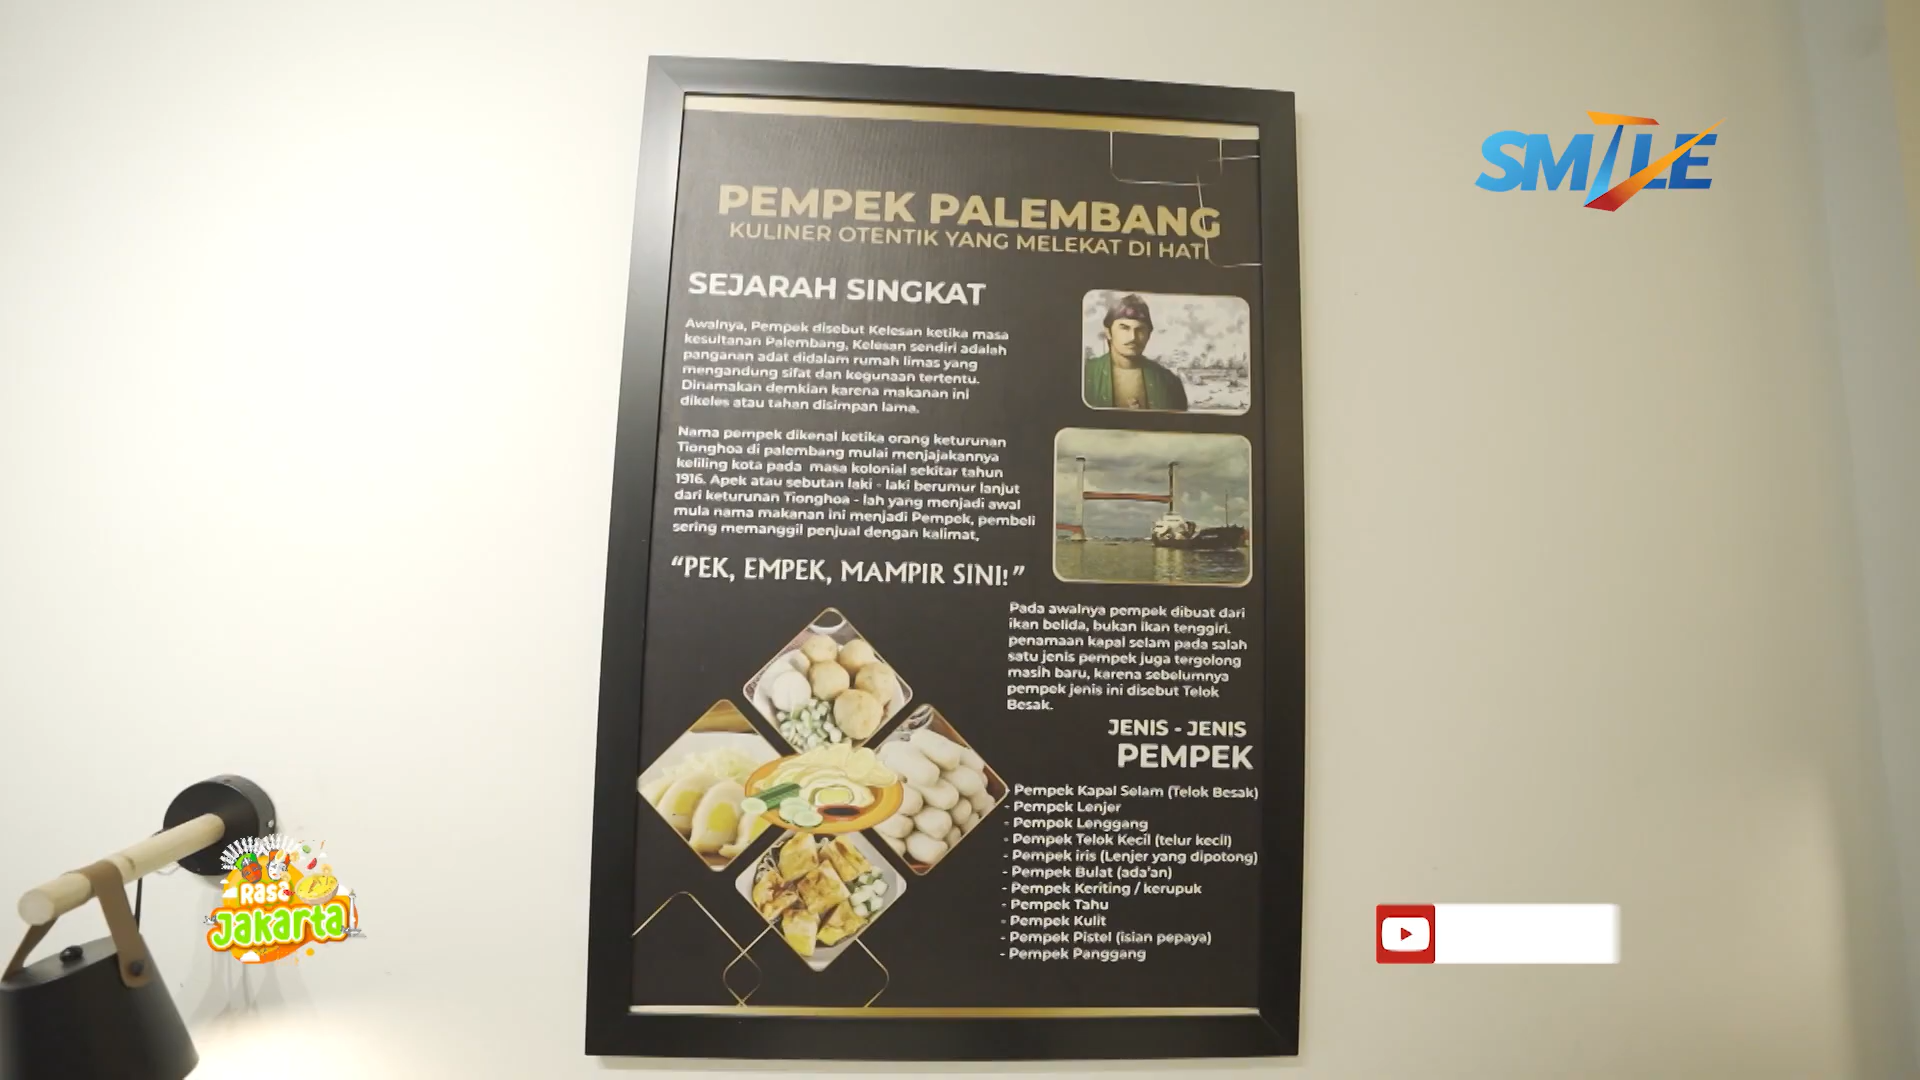 SMILE
PEMPEK PALEMBANG
KULINER OTENTIK YANG MELEKAT DI HATI
SEJARAH SINGKAT
Awalnya, Pempek disebut Kelesan ketika masa
kesultanan Palembang, Kelesan sendiri adalah
panganan adat didalam rumah limas yang
mengandung sifat dan kegunaan tertentu.
Dinamakan demkian karena makanan ini
dikeles atau tahan disimpan lama.
Nama pempek dikenal ketika orang keturunan
Tionghoa di palembang mulai menjajakannya
keliling kota pada masa kolonial sekitar tahun
1916. Apek atau sebutan laki - laki berumur lanjut
dari keturunan Tionghoa - lah yang menjadi awal
mula nama makanan ini menjadi Pempek, pembeli
sering memanggil penjual dengan kalimat,
“PEK, EMPEK, MAMPIR SINI!”
Pada awalnya pempek dibuat dari
ikan belida, bukan ikan tenggiri.
penamaan kapal selam pada salah
satu jenis pempek juga tergolong
masih baru, karena sebelumnya
pempek jenis ini disebut Telok
Besak.
JENIS - JENIS
PEMPEK
- Pempek Kapal Selam (Telok Besak)
- Pempek Lenjer
- Pempek Lenggang
- Pempek Telok Kecil (telur kecil)
- Pempek iris (Lenjer yang dipotong)
- Pempek Bulat (ada'an)
- Pempek Keriting / kerupuk
- Pempek Tahu
- Pempek Kulit
- Pempek Pistel (isian pepaya)
- Pempek Panggang
Rasa
Jakarta